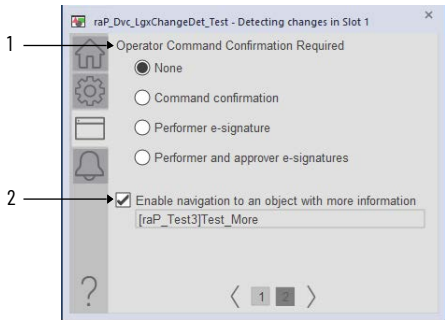 raP_Dvc_LgxChangeDet_Test - Detecting changes in Slot 1
×
1
Operator Command Confirmation Required
None
Command confirmation
Performer e-signature
Performer and approver e-signatures
2
Enable navigation to an object with more information
[raP_Test3]Test_More
?
< 1 2 >